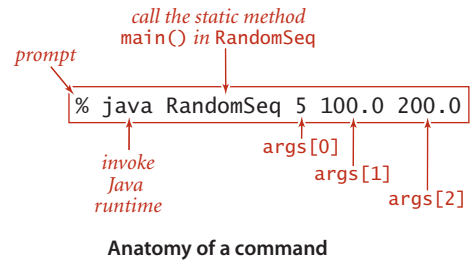 call the static method
main() in RandomSeq
prompt
% java RandomSeq 5 100.0 200.0
invoke
Java
runtime
args[0]
args[1]
args[2]
Anatomy of a command